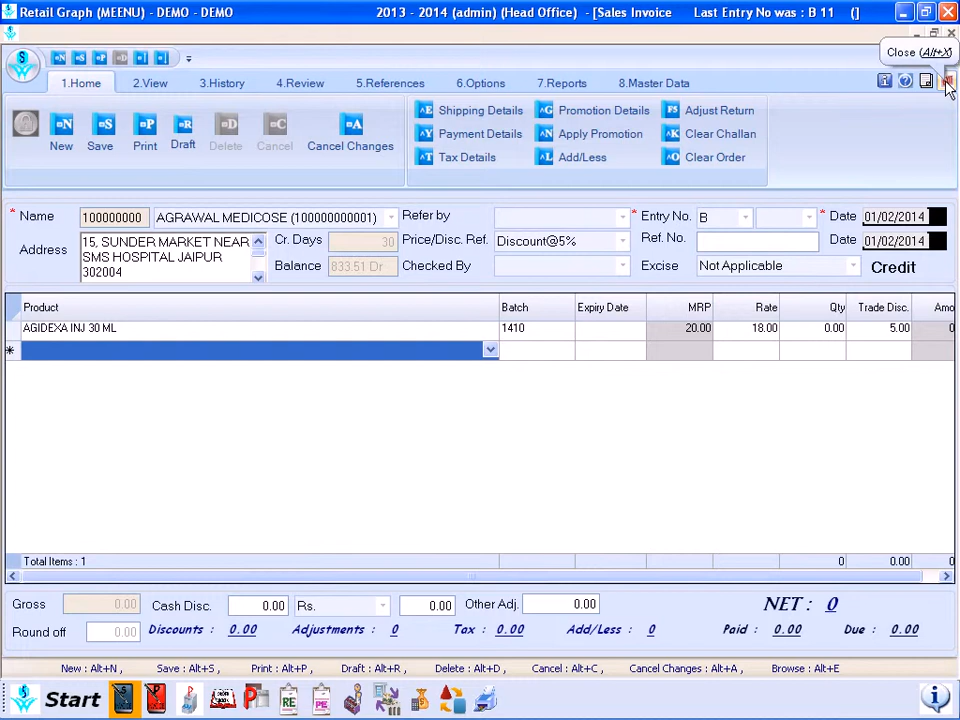 Retail Graph (MEENU) - DEMO - DEMO 2013 - 2014 (admin) (Head Office) - [Sales Invoice Last Entry No was : B 11 (]
Close (Alt+X)
N S P D
1.Home 2.View 3.History 4.Review 5.References 6.Options 7.Reports 8.Master Data
N S P R D C A
New Save Print Draft Delete Cancel Cancel Changes
^E Shipping Details ^G Promotion Details F5 Adjust Return
^Y Payment Details ^N Apply Promotion ^K Clear Challan
^T Tax Details ^L Add/Less ^O Clear Order
* Name 100000000 AGRAWAL MEDICOSE (100000000001) Refer by * Entry No. B * Date 01/02/2014
Address 15, SUNDER MARKET NEAR Cr. Days 30 Price/Disc. Ref. Discount@5% Ref. No. Date 01/02/2014
SMS HOSPITAL JAIPUR Balance 833.51 Dr Checked By Excise Not Applicable Credit
302004
Product Batch Expiry Date MRP Rate Qty Trade Disc. Amo
AGIDEXA INJ 30 ML 1410 20.00 18.00 0.00 5.00 0
*
Total Items : 1 0 0.00 0
Gross 0.00 Cash Disc. 0.00 Rs. 0.00 Other Adj. 0.00 NET : 0
Round off 0.00 Discounts : 0.00 Adjustments : 0 Tax : 0.00 Add/Less : 0 Paid : 0.00 Due : 0.00
New : Alt+N , Save : Alt+S , Print : Alt+P , Draft : Alt+R , Delete : Alt+D , Cancel : Alt+C , Cancel Changes : Alt+A , Browse : Alt+E
Start S P RE PE